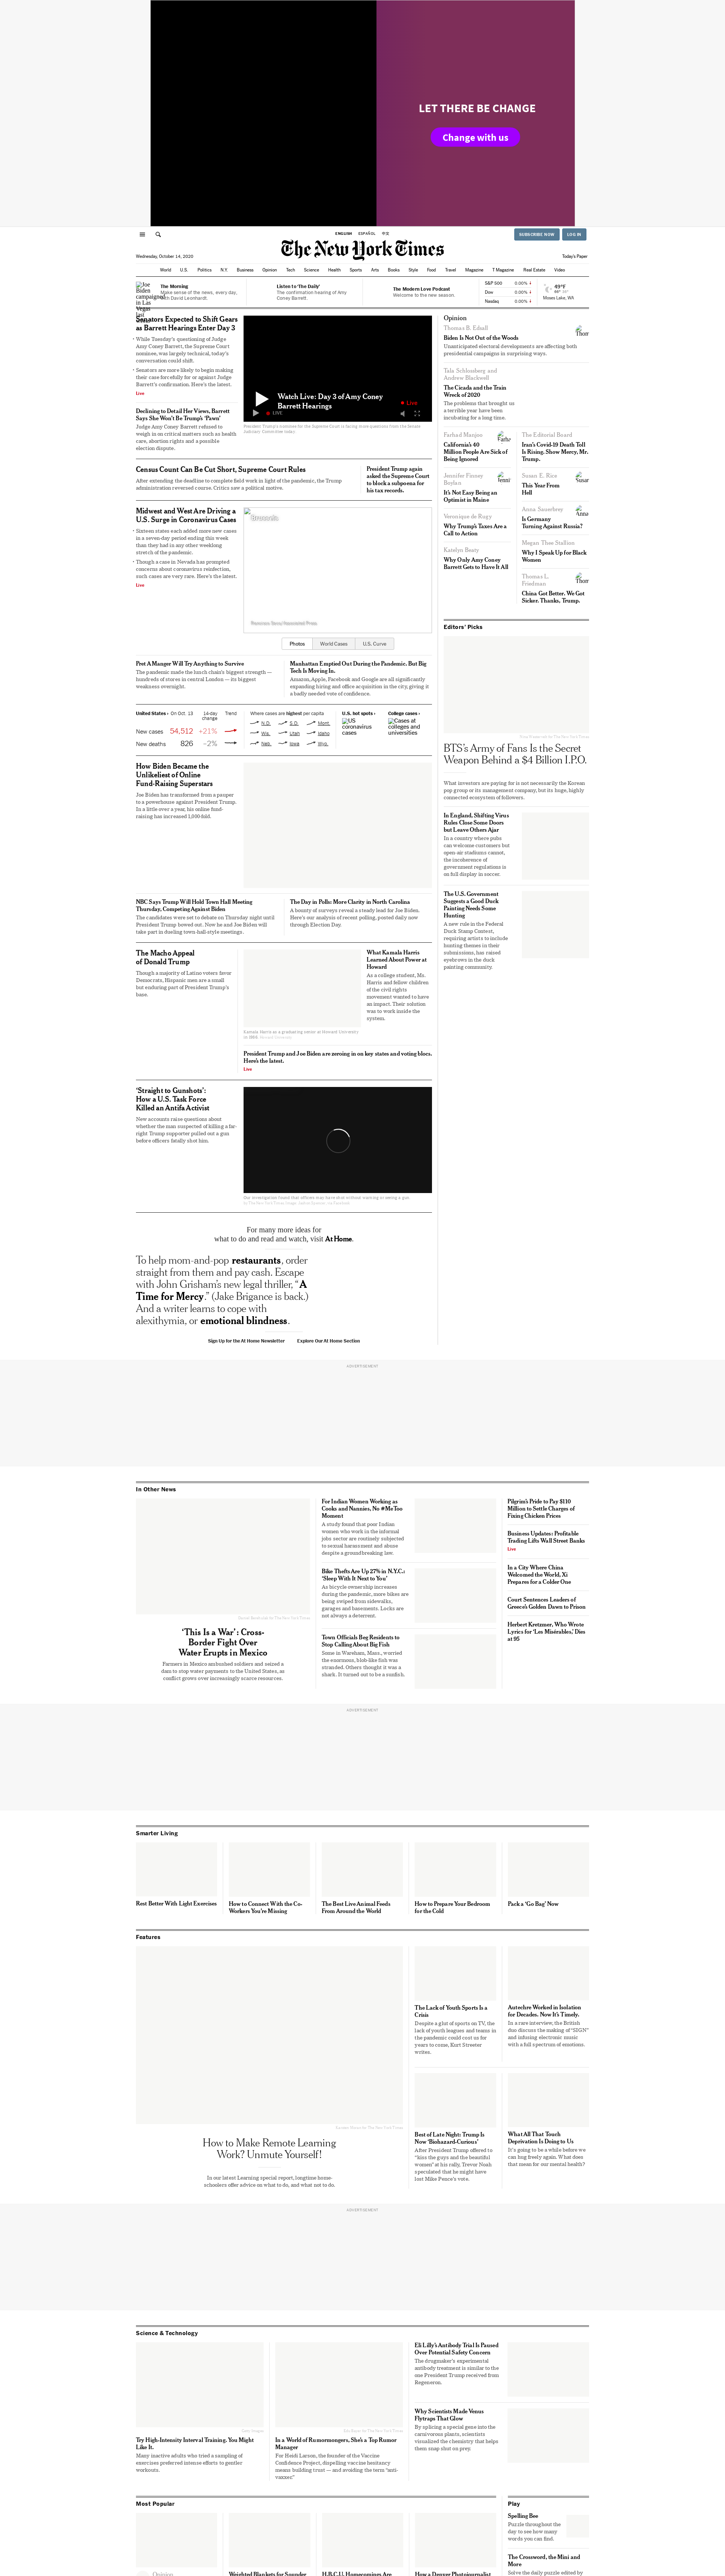 LET THERE BE CHANGE
Change with us
ENGLISH ESPAÑOL 中文
SUBSCRIBE NOW LOG IN
The New York Times
Wednesday, October 14, 2020
Today's Paper
World U.S. Politics N.Y. Business Opinion Tech Science Health Sports Arts Books Style Food Travel Magazine T Magazine Real Estate Video
The Morning
Make sense of the news, every day,
with David Leonhardt.
Listen to 'The Daily'
The confirmation hearing of Amy
Coney Barrett.
The Modern Love Podcast
Welcome to the new season.
S&P 500 0.00%
Dow 0.00%
Nasdaq 0.00%
49°F
Moses Lake, WA
Senators Expected to Shift Gears
as Barrett Hearings Enter Day 3
While Tuesday's questioning of Judge
Amy Coney Barrett, the Supreme Court
nominee, was largely technical, today's
conversation could shift.
Senators are more likely to begin making
their case forcefully for or against Judge
Barrett's confirmation. Here's the latest.
Live
Declining to Detail Her Views, Barrett
Says She Won't Be Trump's 'Pawn'
Judge Amy Coney Barrett refused to
weigh in on critical matters such as health
care, abortion rights and a possible
election dispute.
Watch Live: Day 3 of Amy Coney
Barrett Hearings
Live
LIVE
President Trump's nominee for the Supreme Court is facing more questions from the Senate
Judiciary Committee today.
Census Count Can Be Cut Short, Supreme Court Rules
After extending the deadline to complete field work in light of the pandemic, the Trump
administration reversed course. Critics saw a political motive.
President Trump again
asked the Supreme Court
to block a subpoena for
his tax records.
Midwest and West Are Driving a
U.S. Surge in Coronavirus Cases
Sixteen states each added more new cases
in a seven-day period ending this week
than they had in any other weeklong
stretch of the pandemic.
Though a case in Nevada has prompted
concerns about coronavirus reinfection,
such cases are very rare. Here's the latest.
Live
Brussels
Francisco Seco/Associated Press
Photos World Cases U.S. Curve
Pret A Manger Will Try Anything to Survive
The pandemic made the lunch chain's biggest strength —
hundreds of stores in central London — its biggest
weakness overnight.
Manhattan Emptied Out During the Pandemic. But Big
Tech Is Moving In.
Amazon, Apple, Facebook and Google are all significantly
expanding hiring and office acquisition in the city, giving it
a badly needed vote of confidence.
United States › On Oct. 13 14-day
change Trend
New cases 54,512 +21%
New deaths 826 –2%
Where cases are highest per capita
N.D. S.D. Mont.
Wis. Utah Idaho
Neb. Iowa Wyo.
U.S. hot spots ›
US
coronavirus
cases
College cases ›
Cases at
colleges and
universities
How Biden Became the
Unlikeliest of Online
Fund-Raising Superstars
Joe Biden has transformed from a pauper
to a powerhouse against President Trump.
In a little over a year, his online fund-
raising has increased 1,000-fold.
NBC Says Trump Will Hold Town Hall Meeting
Thursday, Competing Against Biden
The candidates were set to debate on Thursday night until
President Trump bowed out. Now he and Joe Biden will
take part in dueling town-hall-style meetings.
The Day in Polls: More Clarity in North Carolina
A bounty of surveys reveal a steady lead for Joe Biden.
Here's our analysis of recent polling, posted daily now
through Election Day.
The Macho Appeal
of Donald Trump
Though a majority of Latino voters favor
Democrats, Hispanic men are a small
but enduring part of President Trump's
base.
Kamala Harris as a graduating senior at Howard University
in 1986.
What Kamala Harris
Learned About Power at
Howard
As a college student, Ms.
Harris and fellow children
of the civil rights
movement wanted to have
an impact. Their solution
was to work inside the
system.
President Trump and Joe Biden are zeroing in on key states and voting blocs.
Here's the latest.
Live
'Straight to Gunshots':
How a U.S. Task Force
Killed an Antifa Activist
New accounts raise questions about
whether the man suspected of killing a far-
right Trump supporter pulled out a gun
before officers fatally shot him.
For many more ideas for
what to do and read and watch, visit At Home.
To help mom-and-pop restaurants, order
straight from them and pay cash. Escape
with John Grisham's new legal thriller, "A
Time for Mercy." (Jake Brigance is back.)
And a writer learns to cope with
alexithymia, or emotional blindness.
Sign Up for the At Home Newsletter Explore Our At Home Section
Opinion
Thomas B. Edsall
Biden Is Not Out of the Woods
Unanticipated electoral developments are affecting both
presidential campaigns in surprising ways.
Tala Schlossberg and
Andrew Blackwell
The Cicada and the Train
Wreck of 2020
The problems that brought us
a terrible year have been
incubating for a long time.
Farhad Manjoo
California's 40
Million People Are Sick of
Being Ignored
The Editorial Board
Iran's Covid-19 Death Toll
Is Rising. Show Mercy, Mr.
Trump.
Jennifer Finney
Boylan
It's Not Easy Being an
Optimist in Maine
Susan E. Rice
This Year From
Hell
Anna Sauerbrey
Is Germany
Turning Against Russia?
Veronique de Rugy
Why Trump's Taxes Are a
Call to Action
Megan Thee Stallion
Why I Speak Up for Black
Women
Katelyn Beaty
Why Only Amy Coney
Barrett Gets to Have It All
Thomas L.
Friedman
China Got Better. We Got
Sicker. Thanks, Trump.
Editors' Picks
BTS's Army of Fans Is the Secret
Weapon Behind a $4 Billion I.P.O.
What investors are paying for is not necessarily the Korean
pop group or its management company, but its huge, highly
connected ecosystem of followers.
In England, Shifting Virus
Rules Close Some Doors
but Leave Others Ajar
In a country where pubs
can welcome customers but
open-air stadiums cannot,
the incoherence of
government regulations is
on full display in soccer.
The U.S. Government
Suggests a Good Duck
Painting Needs Some
Hunting
A new rule in the Federal
Duck Stamp Contest,
requiring artists to include
hunting themes in their
submissions, has raised
eyebrows in the duck
painting community.
ADVERTISEMENT
In Other News
'This Is a War': Cross-
Border Fight Over
Water Erupts in Mexico
Farmers in Mexico ambushed soldiers and seized a
dam to stop water payments to the United States, as
conflict grows over increasingly scarce resources.
For Indian Women Working as
Cooks and Nannies, No #MeToo
Moment
A study found that poor Indian
women who work in the informal
jobs sector are routinely subjected
to sexual harassment and abuse
despite a groundbreaking law.
Bike Thefts Are Up 27% in N.Y.C.:
'Sleep With It Next to You'
As bicycle ownership increases
during the pandemic, more bikes are
being swiped from sidewalks,
garages and basements. Locks are
not always a deterrent.
Town Officials Beg Residents to
Stop Calling About Big Fish
Some in Wareham, Mass., worried
the enormous, blob-like fish was
stranded. Others thought it was a
shark. It turned out to be a sunfish.
Pilgrim's Pride to Pay $110
Million to Settle Charges of
Fixing Chicken Prices
Business Updates: Profitable
Trading Lifts Wall Street Banks
Live
In a City Where China
Welcomed the World, Xi
Prepares for a Colder One
Court Sentences Leaders of
Greece's Golden Dawn to Prison
Herbert Kretzmer, Who Wrote
Lyrics for 'Les Misérables,' Dies
at 95
ADVERTISEMENT
Smarter Living
Rest Better With Light Exercises
How to Connect With the Co-
Workers You're Missing
The Best Live Animal Feeds
From Around the World
How to Prepare Your Bedroom
for the Cold
Pack a 'Go Bag' Now
Features
How to Make Remote Learning
Work? Unmute Yourself!
In our latest Learning special report, longtime home-
schoolers offer advice on what to do, and what not to do.
The Lack of Youth Sports Is a
Crisis
Despite a glut of sports on TV, the
lack of youth leagues and teams in
the pandemic could cost us for
years to come, Kurt Streeter
writes.
Autechre Worked in Isolation
for Decades. Now It's Timely.
In a rare interview, the British
duo discuss the making of "SIGN"
and infusing electronic music
with a full spectrum of emotions.
Best of Late Night: Trump Is
Now 'Biohazard-Curious'
After President Trump offered to
"kiss the guys and the beautiful
women" at his rally, Trevor Noah
speculated that he might have
lost Mike Pence's vote.
What All That Touch
Deprivation Is Doing to Us
It's going to be a while before we
can hug freely again. What does
that mean for our mental health?
ADVERTISEMENT
Science & Technology
Getty Images
Try High-Intensity Interval Training. You Might
Like It.
Many inactive adults who tried a sampling of
exercises preferred intense efforts to gentler
workouts.
In a World of Rumormongers, She's a Top Rumor
Manager
For Heidi Larson, the founder of the Vaccine
Confidence Project, dispelling vaccine hesitancy
means building trust — and avoiding the term "anti-
vaxxer."
Eli Lilly's Antibody Trial Is Paused
Over Potential Safety Concern
The drugmaker's experimental
antibody treatment is similar to the
one President Trump received from
Regeneron.
Why Scientists Made Venus
Flytraps That Glow
By splicing a special gene into the
carnivorous plants, scientists
visualized the chemistry that helps
them snap shut on prey.
Most Popular
Opinion
Weighted Blankets for Sounder
H.B.C.U. Homecomings Are
How a Denver Photojournalist
Play
Spelling Bee
Puzzle throughout the
day to see how many
words you can find.
The Crossword, the Mini and
More
Solve the daily puzzle edited by